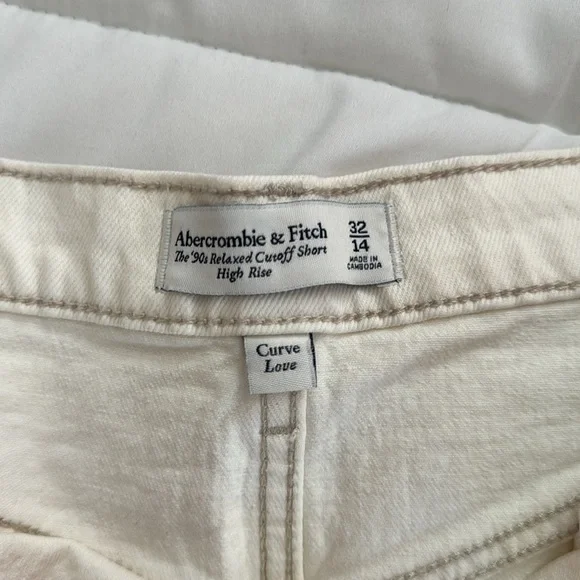 Abercrombie & Fitch
The '90s Relaxed Cutoff Short
High Rise
32
14
MADE IN
CAMBODIA
Curve
Love